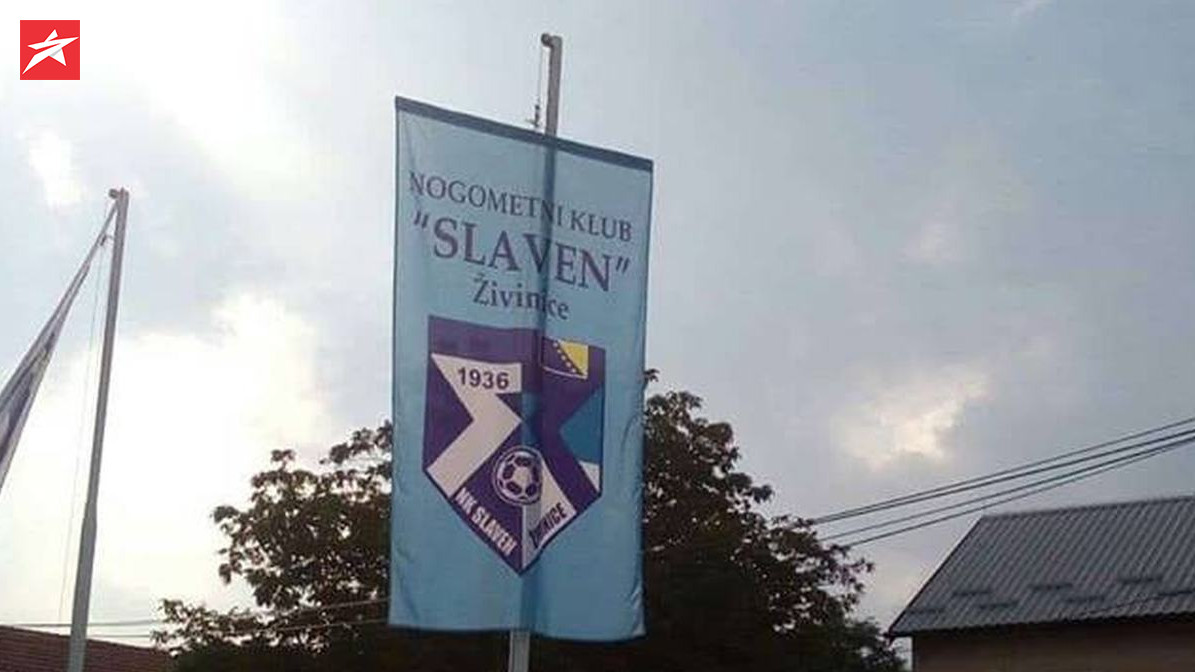 NOGOMETNI KLUB
"SLAVEN"
Živinice
1936
NK SLAVEN
ŽIVINICE